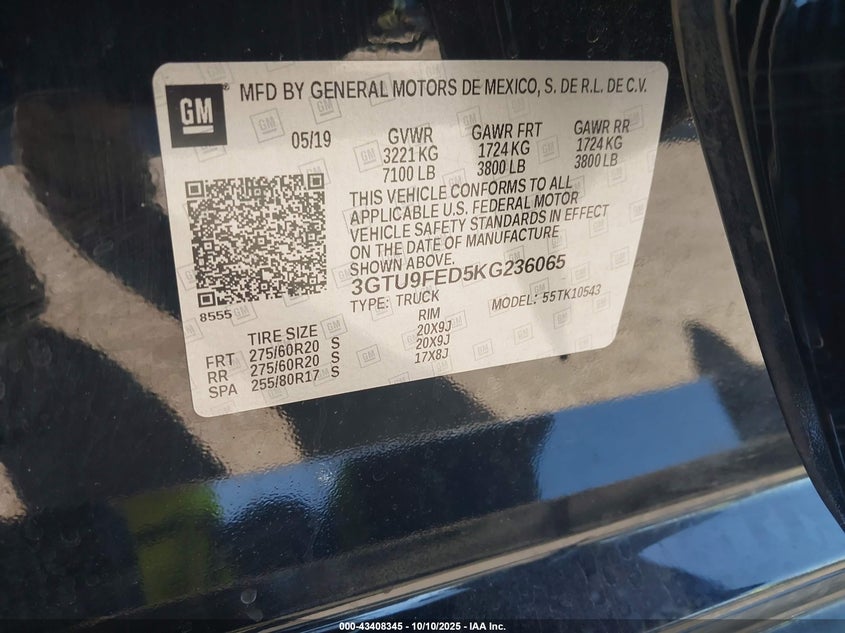 GM ® MFD BY GENERAL MOTORS DE MEXICO, S. DE R.L. DE C.V.
05/19 GVWR GAWR FRT GAWR RR
3221 KG 1724 KG 1724 KG
7100 LB 3800 LB 3800 LB
THIS VEHICLE CONFORMS TO ALL
APPLICABLE U.S. FEDERAL MOTOR
VEHICLE SAFETY STANDARDS IN EFFECT
ON THE DATE OF MANUFACTURE
SHOWN ABOVE.
3GTU9FED5KG236065
8555 TYPE: TRUCK MODEL: 55TK10543
TIRE SIZE RIM
FRT 275/60R20 S 20X9J
RR 275/60R20 S 20X9J
SPA 255/80R17 S 17X8J
000-43408345 - 10/10/2025 - IAA Inc.